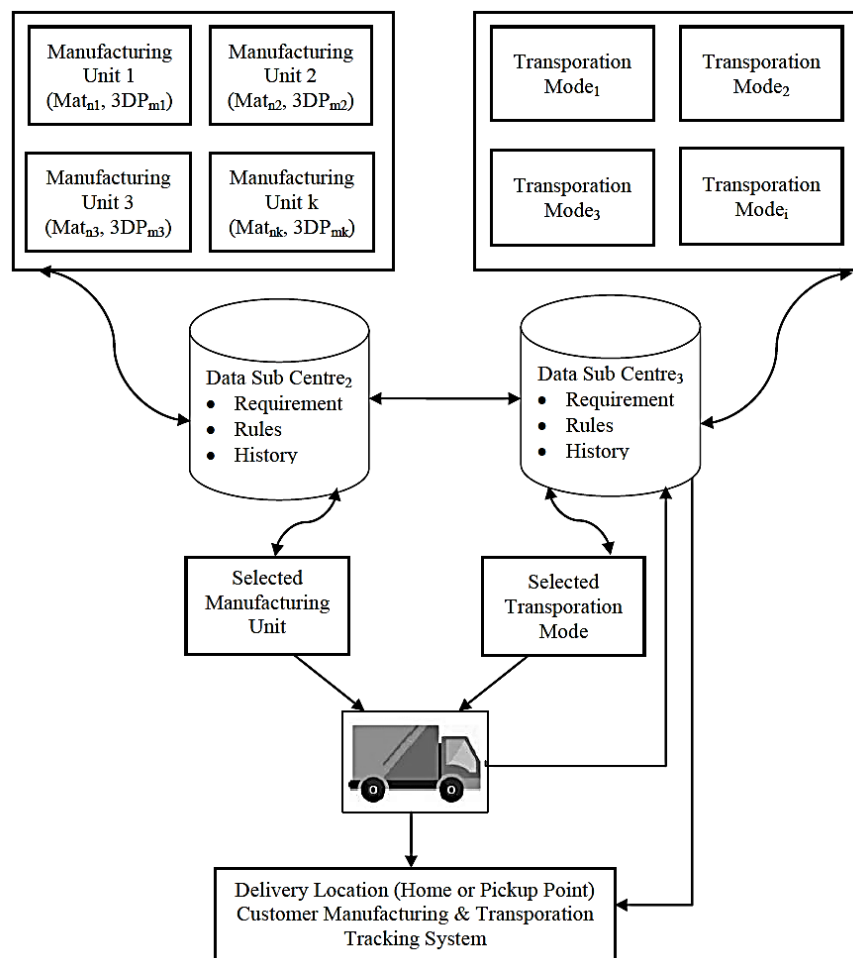 Manufacturing
Unit 1
(Matn1, 3DPm1)
Manufacturing
Unit 2
(Matn2, 3DPm2)
Manufacturing
Unit 3
(Matn3, 3DPm3)
Manufacturing
Unit k
(Matnk, 3DPmk)
Transporation
Mode1
Transporation
Mode2
Transporation
Mode3
Transporation
Modei
Data Sub Centre2
• Requirement
• Rules
• History
Data Sub Centre3
• Requirement
• Rules
• History
Selected
Manufacturing
Unit
Selected
Transporation
Mode
Delivery Location (Home or Pickup Point)
Customer Manufacturing & Transporation
Tracking System